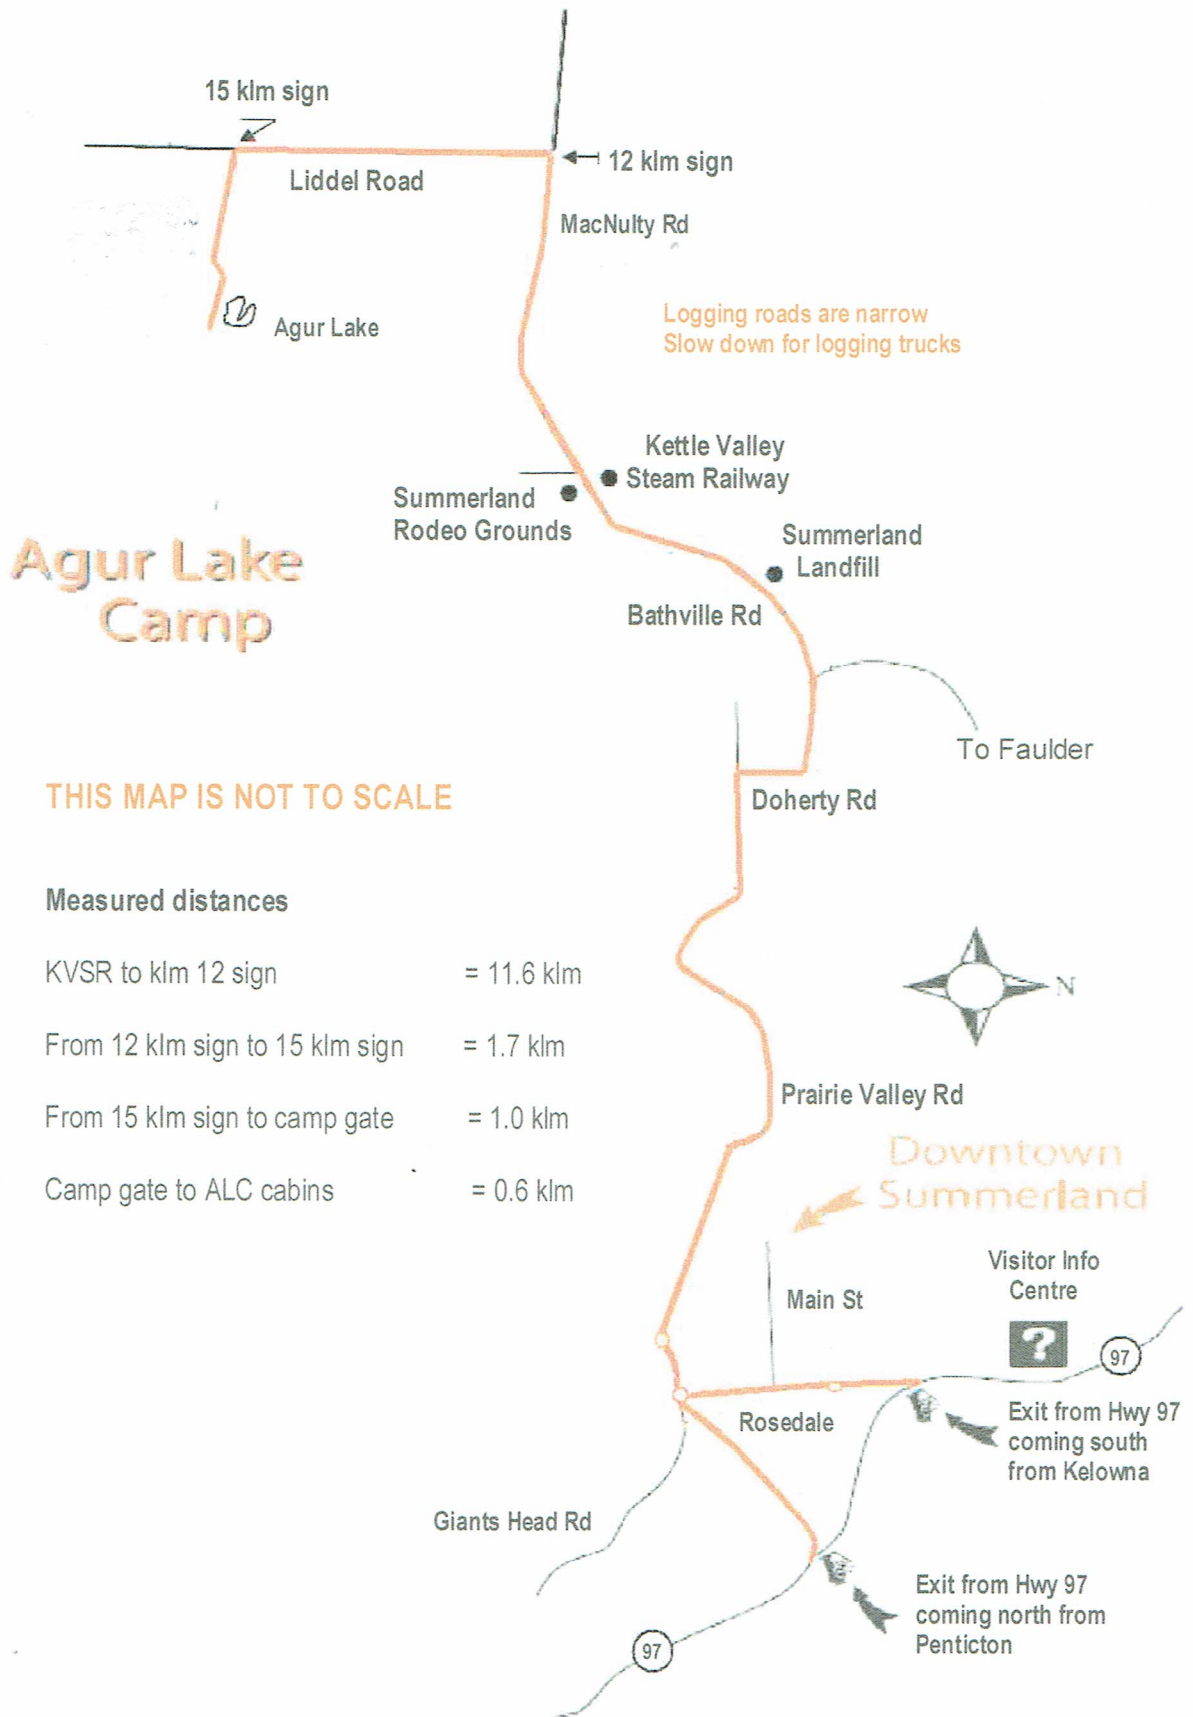 15 klm sign
12 klm sign
Liddel Road
MacNulty Rd
Logging roads are narrow
Slow down for logging trucks
Agur Lake
Kettle Valley
Steam Railway
Summerland
Rodeo Grounds
Summerland
Landfill
Agur Lake
Camp
Bathville Rd
To Faulder
THIS MAP IS NOT TO SCALE
Doherty Rd
Measured distances
KVSR to klm 12 sign = 11.6 klm
From 12 klm sign to 15 klm sign = 1.7 klm
From 15 klm sign to camp gate = 1.0 klm
Camp gate to ALC cabins = 0.6 klm
N
Prairie Valley Rd
Downtown
Summerland
Visitor Info
Centre
?
Main St
97
Rosedale
Exit from Hwy 97
coming south
from Kelowna
Giants Head Rd
Exit from Hwy 97
coming north from
Penticton
97